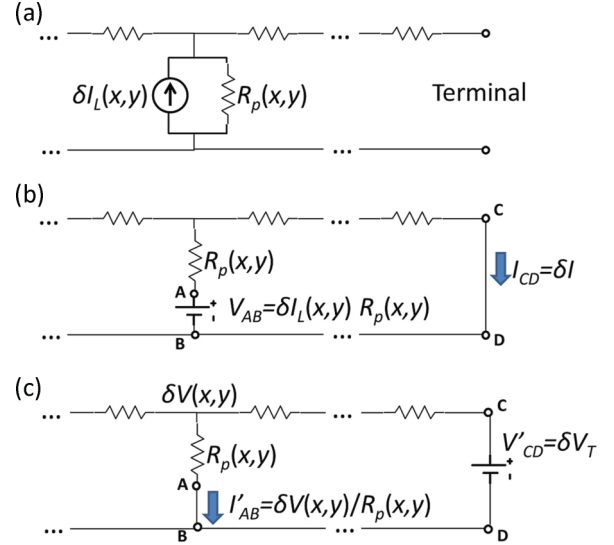 (a)
... ... 
δI_L(x,y) R_p(x,y) Terminal
... ...
(b)
... ... C
R_p(x,y)
A + I_CD=δI
V_AB=δI_L(x,y) R_p(x,y)
-
... B ... D
(c)
δV(x,y)
... ... C
R_p(x,y) + V'_CD=δV_T
A -
I'_AB=δV(x,y)/R_p(x,y)
... B ... D